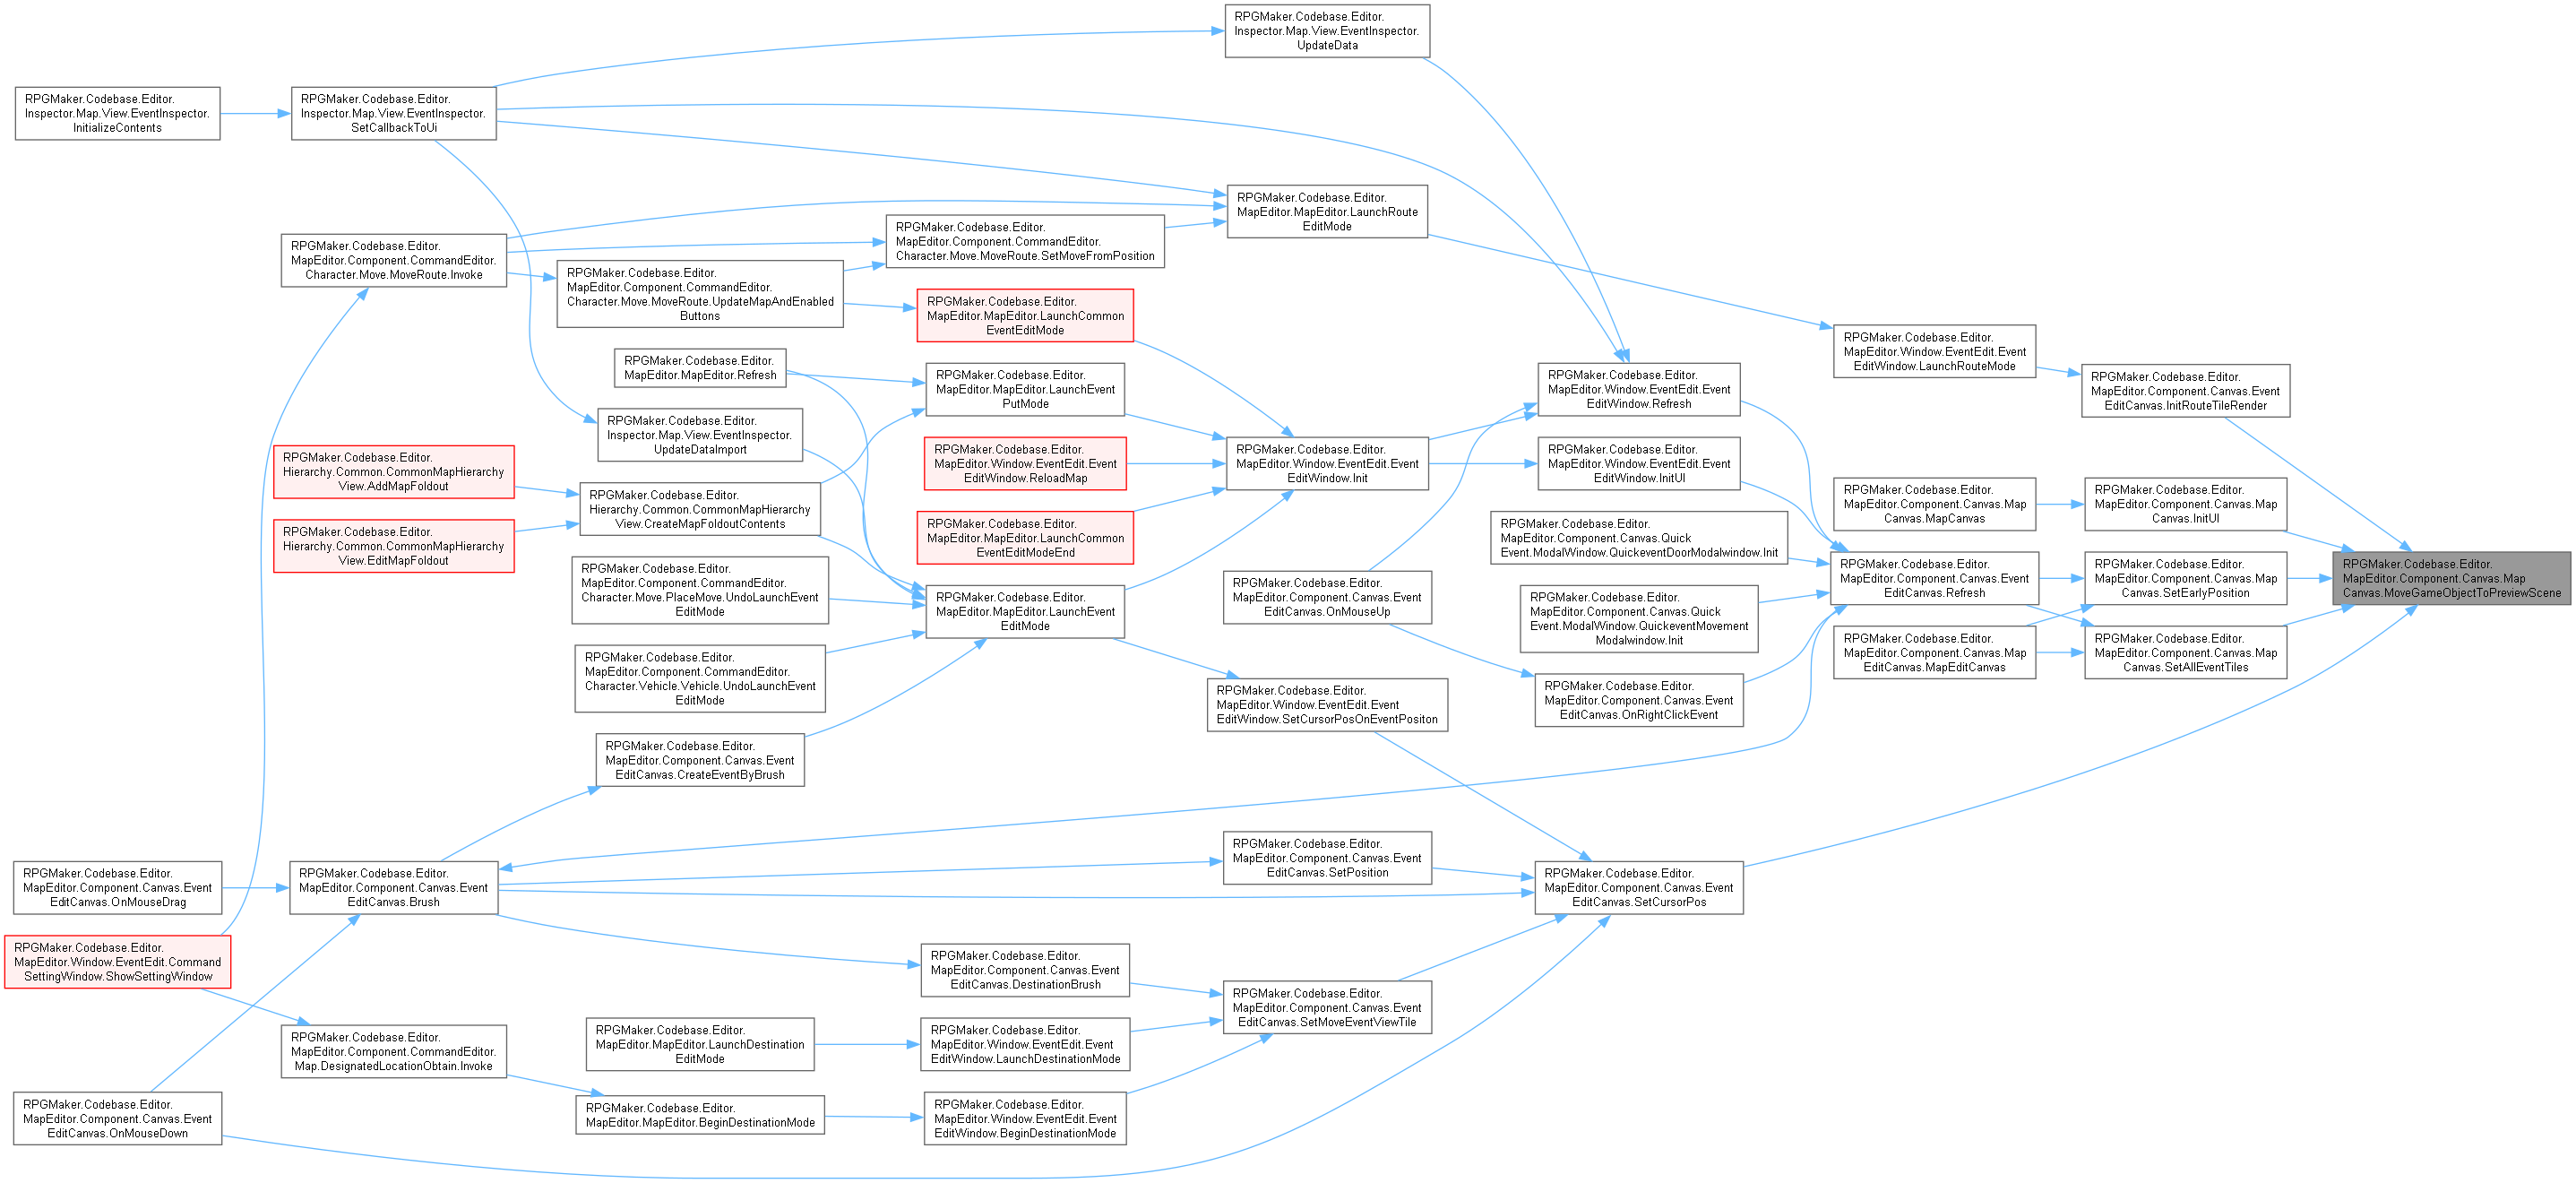 RPGMaker.Codebase.Editor.
Inspector.Map.View.EventInspector.
UpdateData
RPGMaker.Codebase.Editor.
Inspector.Map.View.EventInspector.
InitializeContents
RPGMaker.Codebase.Editor.
Inspector.Map.View.EventInspector.
SetCallbackToUi
RPGMaker.Codebase.Editor.
MapEditor.MapEditor.LaunchRoute
EditMode
RPGMaker.Codebase.Editor.
MapEditor.Component.CommandEditor.
Character.Move.MoveRoute.SetMoveFromPosition
RPGMaker.Codebase.Editor.
MapEditor.Component.CommandEditor.
Character.Move.MoveRoute.Invoke
RPGMaker.Codebase.Editor.
MapEditor.Component.CommandEditor.
Character.Move.MoveRoute.UpdateMapAndEnabled
Buttons
RPGMaker.Codebase.Editor.
MapEditor.MapEditor.LaunchCommon
EventEditMode
RPGMaker.Codebase.Editor.
MapEditor.Window.EventEdit.Event
EditWindow.LaunchRouteMode
RPGMaker.Codebase.Editor.
MapEditor.MapEditor.Refresh
RPGMaker.Codebase.Editor.
MapEditor.MapEditor.LaunchEvent
PutMode
RPGMaker.Codebase.Editor.
MapEditor.Window.EventEdit.Event
EditWindow.Refresh
RPGMaker.Codebase.Editor.
MapEditor.Component.Canvas.Event
EditCanvas.InitRouteTileRender
RPGMaker.Codebase.Editor.
Inspector.Map.View.EventInspector.
UpdateDataImport
RPGMaker.Codebase.Editor.
Hierarchy.Common.CommonMapHierarchy
View.AddMapFoldout
RPGMaker.Codebase.Editor.
MapEditor.Window.EventEdit.Event
EditWindow.ReloadMap
RPGMaker.Codebase.Editor.
MapEditor.Window.EventEdit.Event
EditWindow.Init
RPGMaker.Codebase.Editor.
MapEditor.Window.EventEdit.Event
EditWindow.InitUI
RPGMaker.Codebase.Editor.
MapEditor.Component.Canvas.Map
Canvas.MapCanvas
RPGMaker.Codebase.Editor.
MapEditor.Component.Canvas.Map
Canvas.InitUI
RPGMaker.Codebase.Editor.
Hierarchy.Common.CommonMapHierarchy
View.CreateMapFoldoutContents
RPGMaker.Codebase.Editor.
Hierarchy.Common.CommonMapHierarchy
View.EditMapFoldout
RPGMaker.Codebase.Editor.
MapEditor.MapEditor.LaunchCommon
EventEditModeEnd
RPGMaker.Codebase.Editor.
MapEditor.Component.Canvas.Quick
Event.ModalWindow.QuickeventDoorModalwindow.Init
RPGMaker.Codebase.Editor.
MapEditor.Component.CommandEditor.
Character.Move.PlaceMove.UndoLaunchEvent
EditMode
RPGMaker.Codebase.Editor.
MapEditor.Component.Canvas.Event
EditCanvas.OnMouseUp
RPGMaker.Codebase.Editor.
MapEditor.Component.Canvas.Event
EditCanvas.Refresh
RPGMaker.Codebase.Editor.
MapEditor.Component.Canvas.Map
Canvas.SetEarlyPosition
RPGMaker.Codebase.Editor.
MapEditor.Component.Canvas.Map
Canvas.MoveGameObjectToPreviewScene
RPGMaker.Codebase.Editor.
MapEditor.MapEditor.LaunchEvent
EditMode
RPGMaker.Codebase.Editor.
MapEditor.Component.Canvas.Quick
Event.ModalWindow.QuickeventMovement
Modalwindow.Init
RPGMaker.Codebase.Editor.
MapEditor.Component.Canvas.Map
EditCanvas.MapEditCanvas
RPGMaker.Codebase.Editor.
MapEditor.Component.Canvas.Map
Canvas.SetAllEventTiles
RPGMaker.Codebase.Editor.
MapEditor.Component.CommandEditor.
Character.Vehicle.Vehicle.UndoLaunchEvent
EditMode
RPGMaker.Codebase.Editor.
MapEditor.Window.EventEdit.Event
EditWindow.SetCursorPosOnEventPositon
RPGMaker.Codebase.Editor.
MapEditor.Component.Canvas.Event
EditCanvas.OnRightClickEvent
RPGMaker.Codebase.Editor.
MapEditor.Component.Canvas.Event
EditCanvas.CreateEventByBrush
RPGMaker.Codebase.Editor.
MapEditor.Component.Canvas.Event
EditCanvas.SetPosition
RPGMaker.Codebase.Editor.
MapEditor.Component.Canvas.Event
EditCanvas.OnMouseDrag
RPGMaker.Codebase.Editor.
MapEditor.Component.Canvas.Event
EditCanvas.Brush
RPGMaker.Codebase.Editor.
MapEditor.Component.Canvas.Event
EditCanvas.SetCursorPos
RPGMaker.Codebase.Editor.
MapEditor.Window.EventEdit.Command
SettingWindow.ShowSettingWindow
RPGMaker.Codebase.Editor.
MapEditor.Component.Canvas.Event
EditCanvas.DestinationBrush
RPGMaker.Codebase.Editor.
MapEditor.Component.Canvas.Event
EditCanvas.SetMoveEventViewTile
RPGMaker.Codebase.Editor.
MapEditor.Component.CommandEditor.
Map.DesignatedLocationObtain.Invoke
RPGMaker.Codebase.Editor.
MapEditor.MapEditor.LaunchDestination
EditMode
RPGMaker.Codebase.Editor.
MapEditor.Window.EventEdit.Event
EditWindow.LaunchDestinationMode
RPGMaker.Codebase.Editor.
MapEditor.Component.Canvas.Event
EditCanvas.OnMouseDown
RPGMaker.Codebase.Editor.
MapEditor.MapEditor.BeginDestinationMode
RPGMaker.Codebase.Editor.
MapEditor.Window.EventEdit.Event
EditWindow.BeginDestinationMode